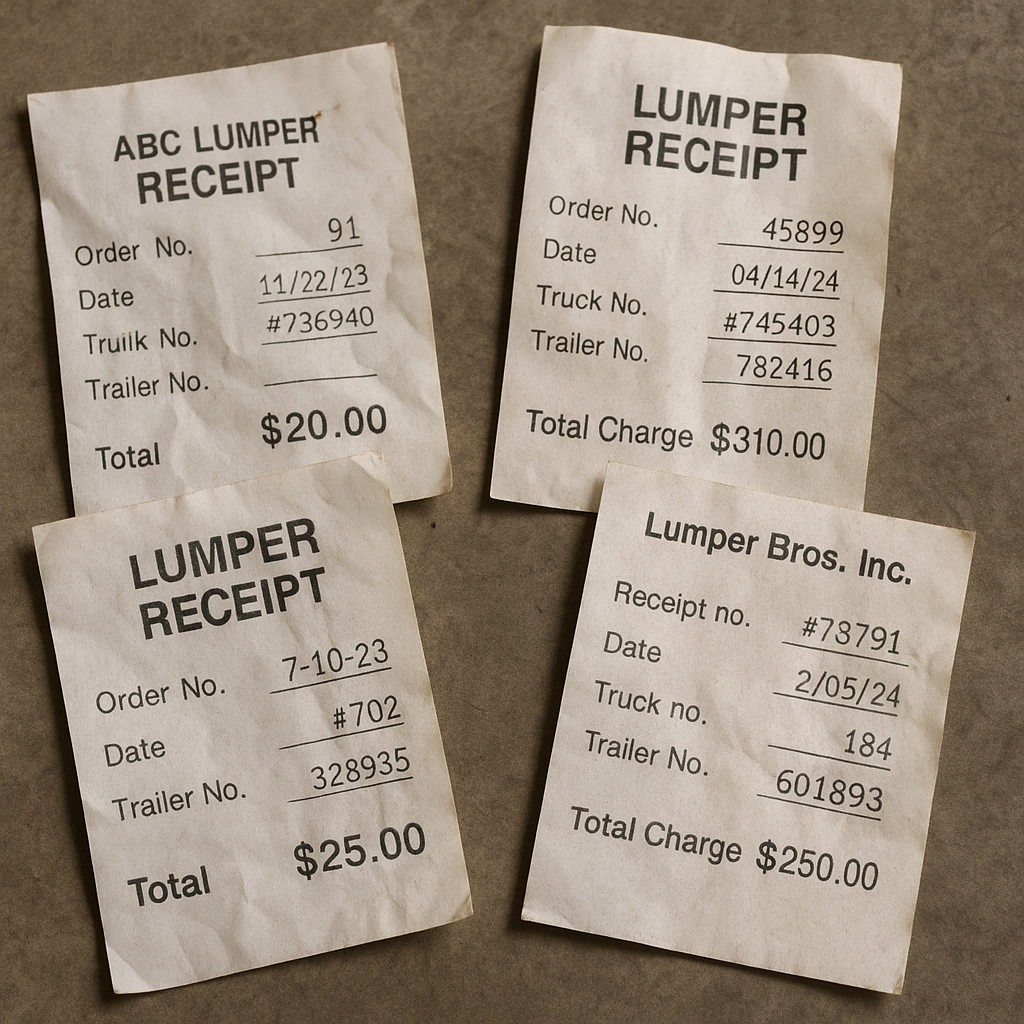 ABC LUMPER
RECEIPT
Order No. 91
Date 11/22/23
Truilk No. #736940
Trailer No.
Total $20.00
LUMPER
RECEIPT
Order No. 45899
Date 04/14/24
Truck No. #745403
Trailer No. 782416
Total Charge $310.00
LUMPER
RECEIPT
Order No. 7-10-23
Date #702
Trailer No. 328935
Total $25.00
Lumper Bros. Inc.
Receipt no. #78791
Date 2/05/24
Truck no. 184
Trailer No. 601893
Total Charge $250.00